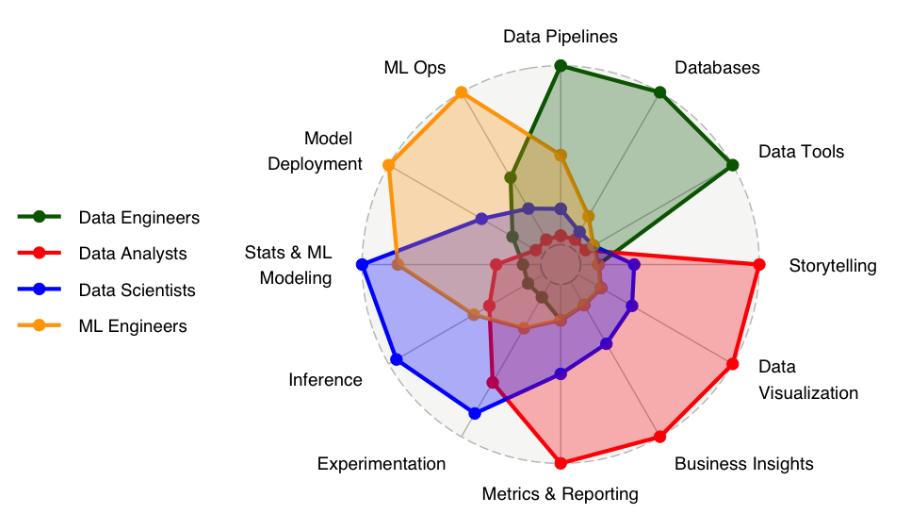 Data Pipelines
ML Ops
Databases
Model
Deployment
Data Tools
Data Engineers
Data Analysts
Data Scientists
ML Engineers
Stats & ML
Modeling
Storytelling
Inference
Data
Visualization
Experimentation
Business Insights
Metrics & Reporting